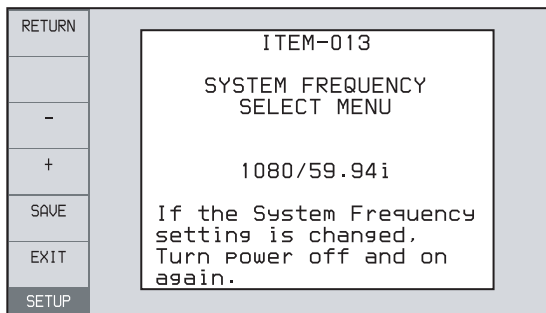 RETURN
−
+
SAVE
EXIT
SETUP
ITEM-013
SYSTEM FREQUENCY
SELECT MENU
1080/59.94i
If the System Frequency
setting is changed,
Turn power off and on
again.